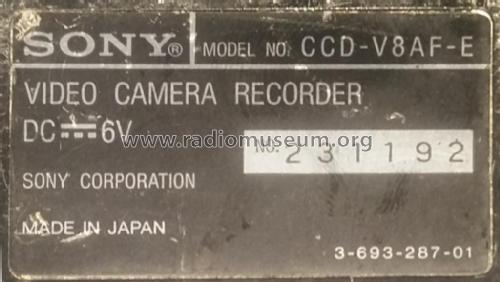 SONY® MODEL NO. CCD-V8AF-E
VIDEO CAMERA RECORDER
DC 6V
www.radiomuseum.org
No. 231192
SONY CORPORATION
MADE IN JAPAN
3-693-287-01